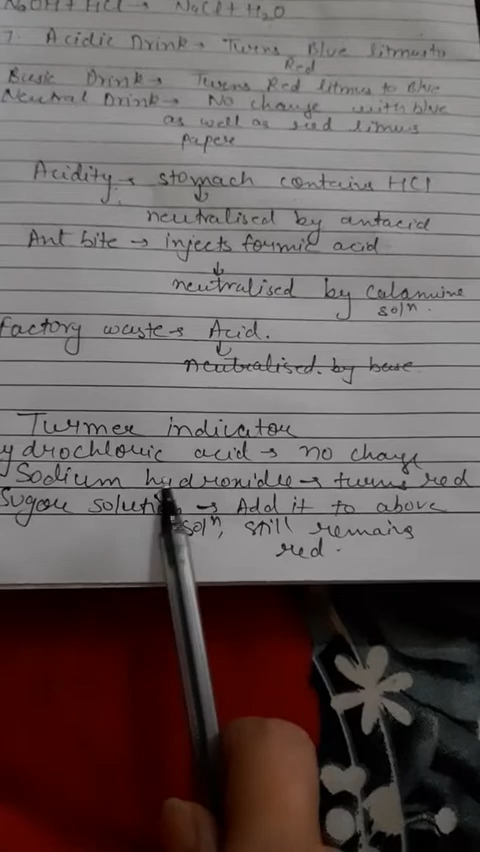 NaOH + HCl → NaCl + H2O
7. Acidic Drink → Turns Blue litmus to
Red
Basic Drink → Turns Red litmus to Blue
Neutral Drink → No change with blue
as well as red limus
papers
Acidity → stomach contains HCl
↓
neutralised by antacid
Ant bite → injects formic acid
↓
neutralised by Calamine
solⁿ.
Factory waste → Acid.
↓
neutralised. by base
Turmer indicator
ydrochloric acid → no change
Sodium hydroxide → turns red
Sugar solution → Add it to above
solⁿ, still remains
red.